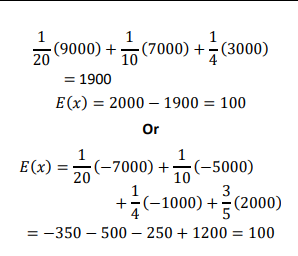 1/20 (9000) + 1/10 (7000) + 1/4 (3000)
= 1900
E(x) = 2000 − 1900 = 100
Or
E(x) = 1/20 (−7000) + 1/10 (−5000)
+ 1/4 (−1000) + 3/5 (2000)
= −350 − 500 − 250 + 1200 = 100